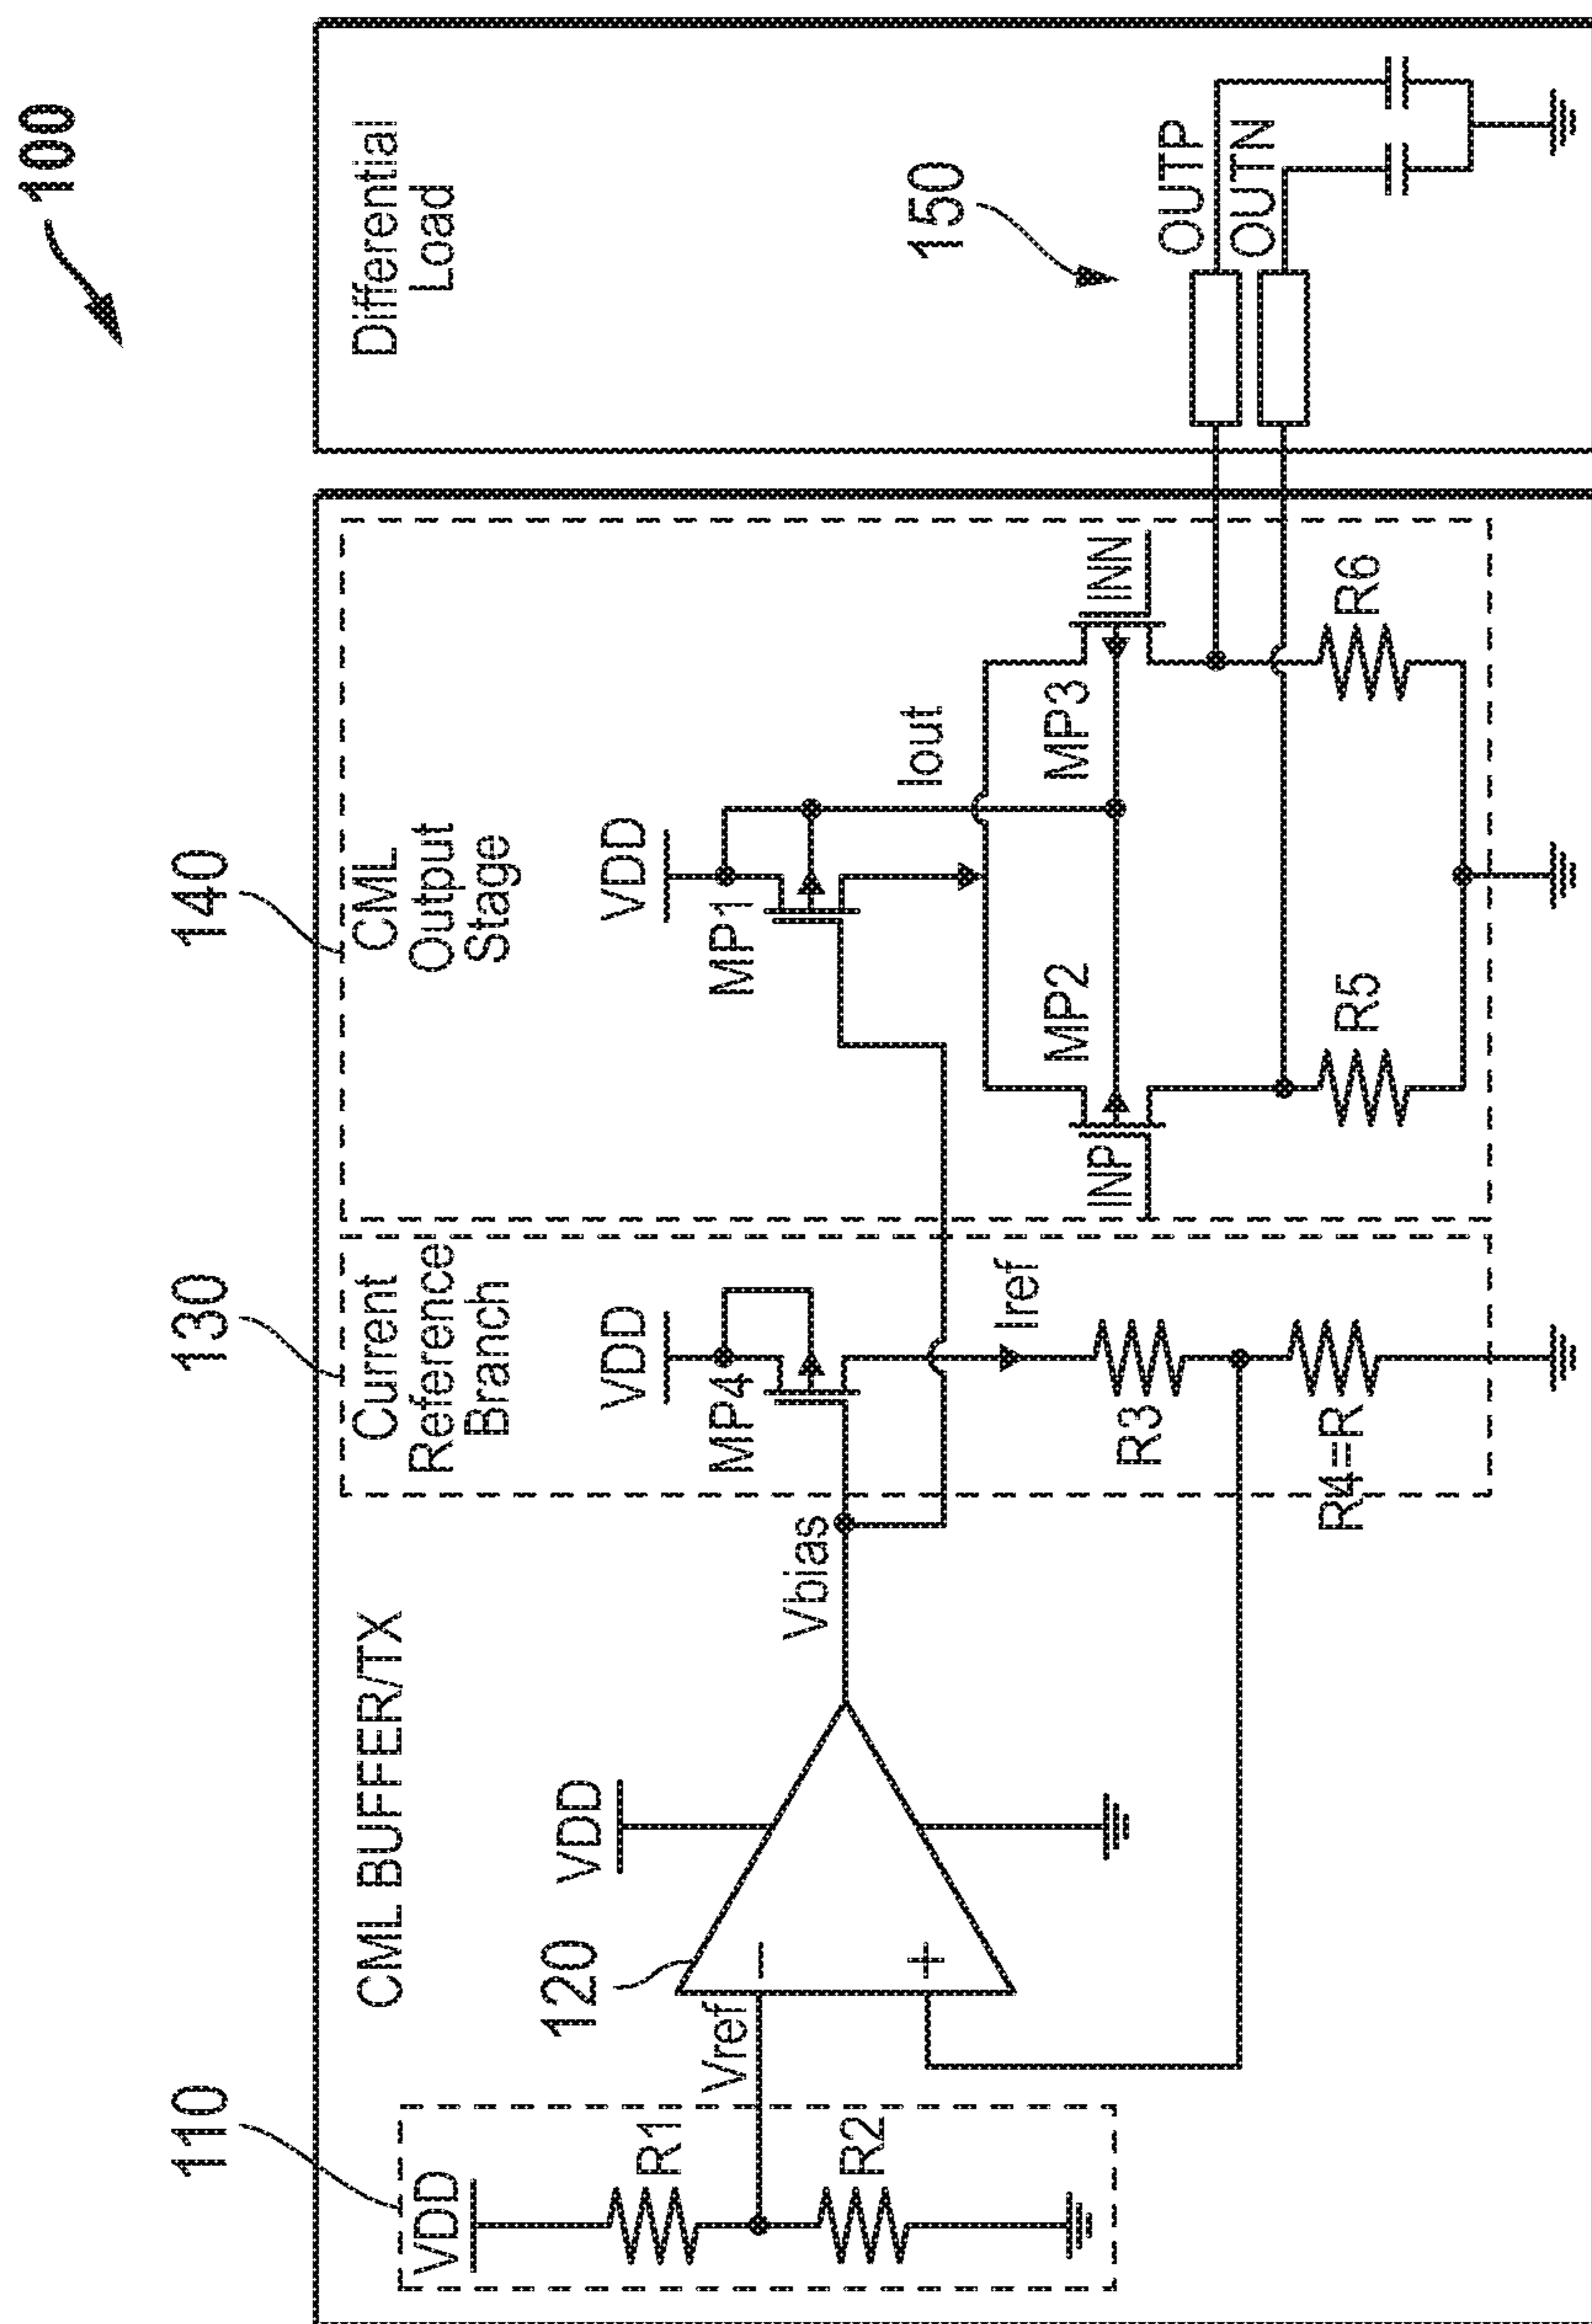 100
110
130
140
CML BUFFER/TX
Current
Reference
Branch
CML
Output
Stage
Differential
Load
VDD
R1
R2
Vref
120
VDD
−
+
Vbias
VDD
MP4
Iref
R3
R4=R
VDD
MP1
Iout
MP2
MP3
INP
INN
R5
R6
150
OUTP
OUTN